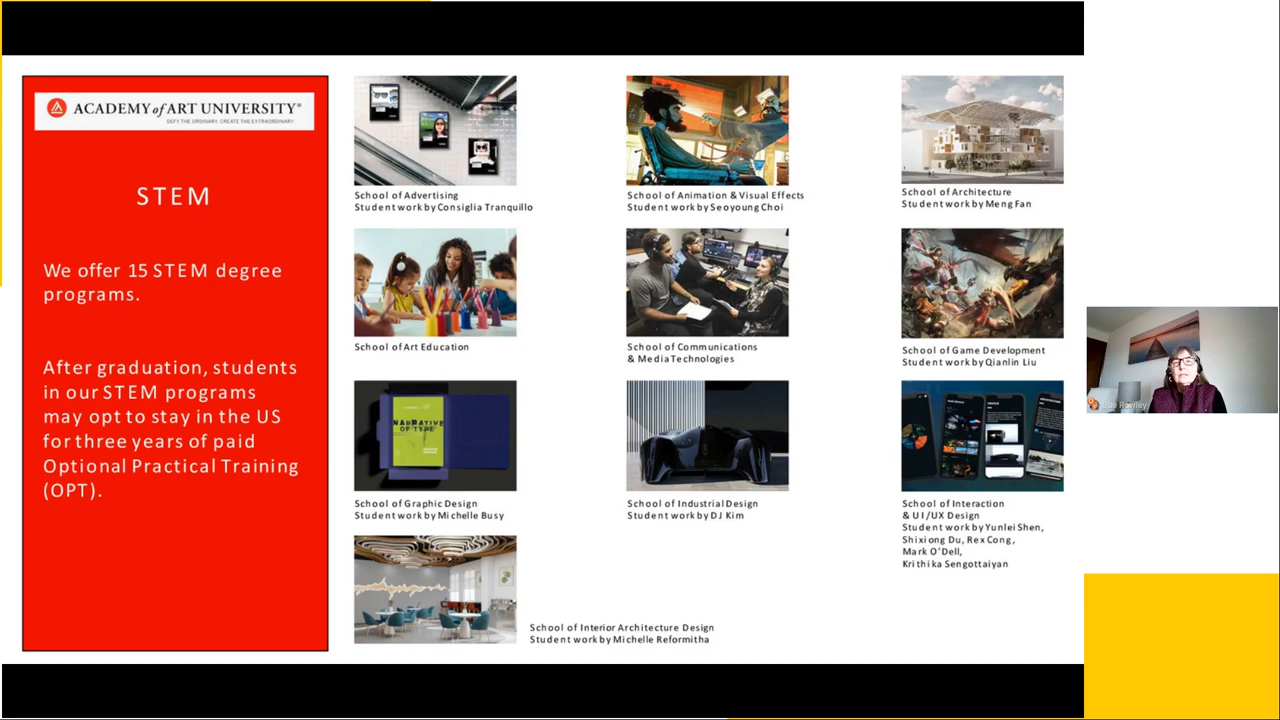 ACADEMY of ART UNIVERSITY®
DEFY THE ORDINARY. CREATE THE EXTRAORDINARY.
STEM
We offer 15 STEM degree
programs.
After graduation, students
in our STEM programs
may opt to stay in the US
for three years of paid
Optional Practical Training
(OPT).
School of Advertising
Student work by Consiglia Tranquillo
School of Animation & Visual Effects
Student work by Seoyoung Choi
School of Architecture
Student work by Meng Fan
School of Art Education
School of Communications
& Media Technologies
School of Game Development
Student work by Qianlin Liu
NARRATIVE
OF TYPE
School of Graphic Design
Student work by Michelle Busy
School of Industrial Design
Student work by DJ Kim
School of Interaction
& UI/UX Design
Student work by Yunlei Shen,
Shixiong Du, Rex Cong,
Mark O'Dell,
Krithika Sengottaiyan
School of Interior Architecture Design
Student work by Michelle Reformitha
Sue Rowley